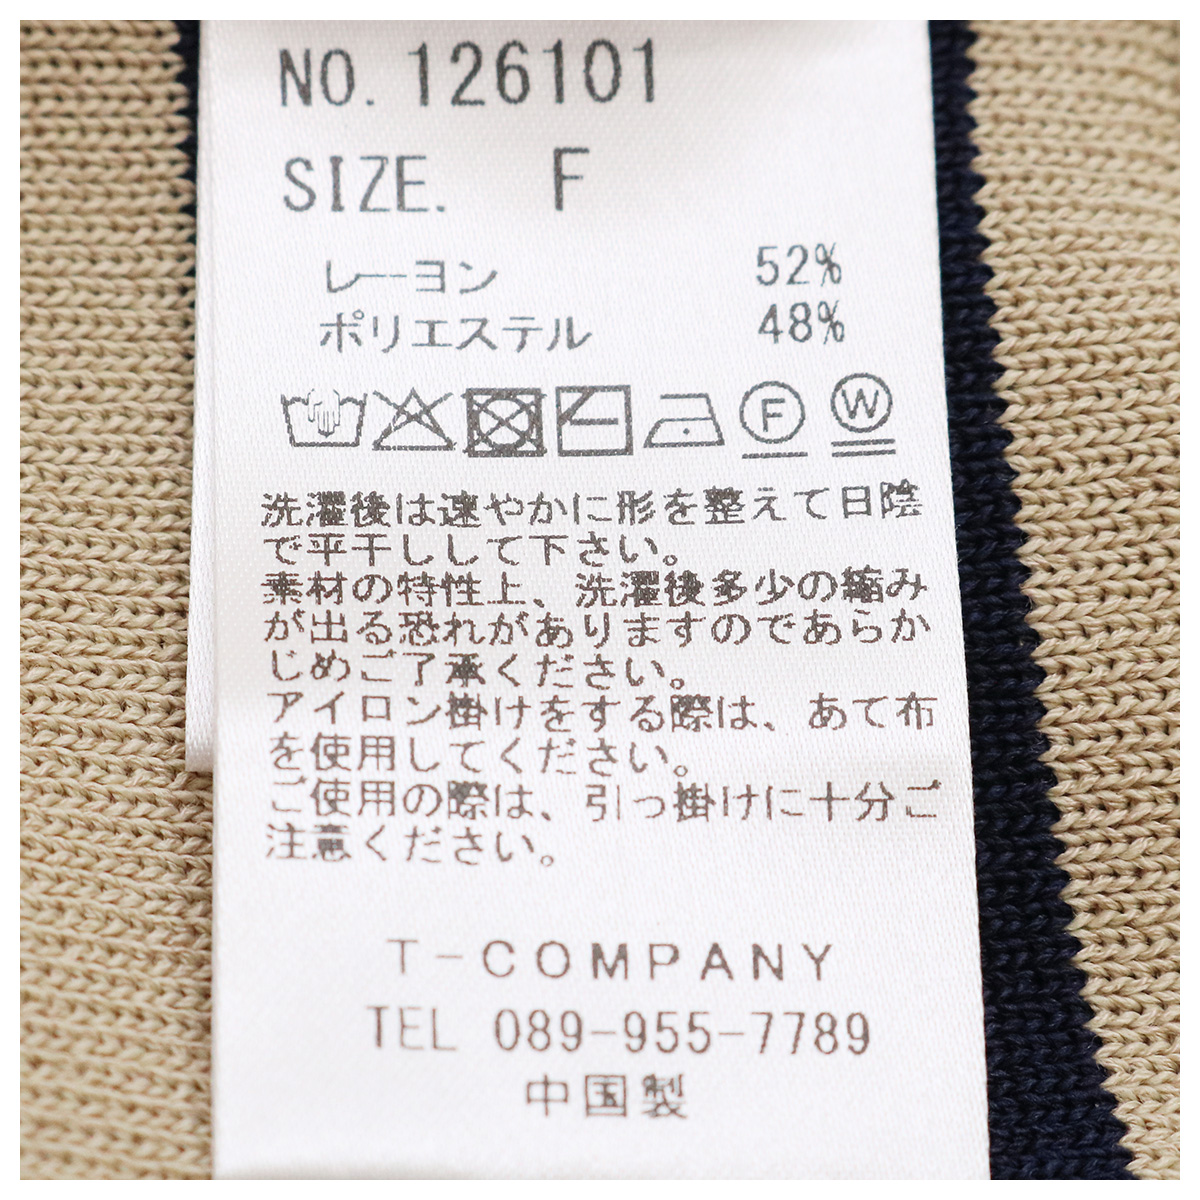 NO. 126101
SIZE. F
レーヨン 52%
ポリエステル 48%
F W
洗濯後は速やかに形を整えて日陰
で平干しして下さい。
素材の特性上、洗濯後多少の縮み
が出る恐れがありますのであらか
じめご了承ください。
アイロン掛けをする際は、あて布
を使用してください。
ご使用の際は、引っ掛けに十分ご
注意ください。
T-COMPANY
TEL 089-955-7789
中国製